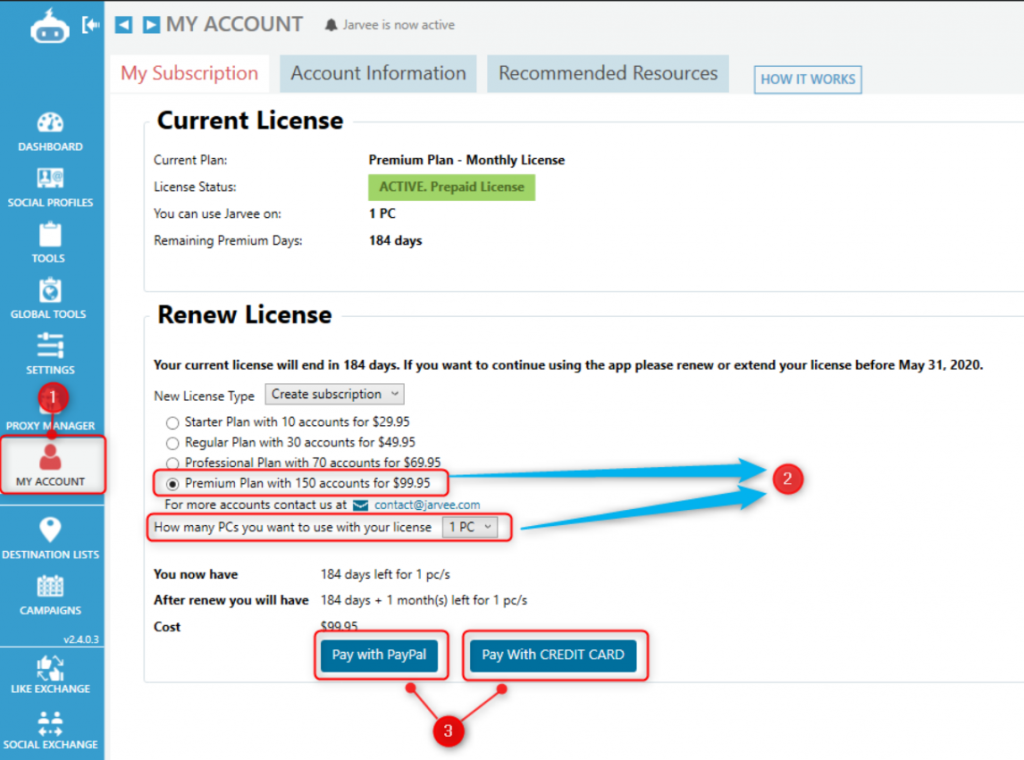 MY ACCOUNT
Jarvee is now active
My Subscription
Account Information
Recommended Resources
HOW IT WORKS
DASHBOARD
SOCIAL PROFILES
TOOLS
GLOBAL TOOLS
SETTINGS
1
PROXY MANAGER
MY ACCOUNT
DESTINATION LISTS
CAMPAIGNS
v2.4.0.3
LIKE EXCHANGE
SOCIAL EXCHANGE
Current License
Current Plan: Premium Plan - Monthly License
License Status: ACTIVE. Prepaid License
You can use Jarvee on: 1 PC
Remaining Premium Days: 184 days
Renew License
Your current license will end in 184 days. If you want to continue using the app please renew or extend your license before May 31, 2020.
New License Type Create subscription
Starter Plan with 10 accounts for $29.95
Regular Plan with 30 accounts for $49.95
Professional Plan with 70 accounts for $69.95
Premium Plan with 150 accounts for $99.95
2
For more accounts contact us at contact@jarvee.com
How many PCs you want to use with your license 1 PC
You now have 184 days left for 1 pc/s
After renew you will have 184 days + 1 month(s) left for 1 pc/s
Cost $99.95
Pay with PayPal
Pay With CREDIT CARD
3